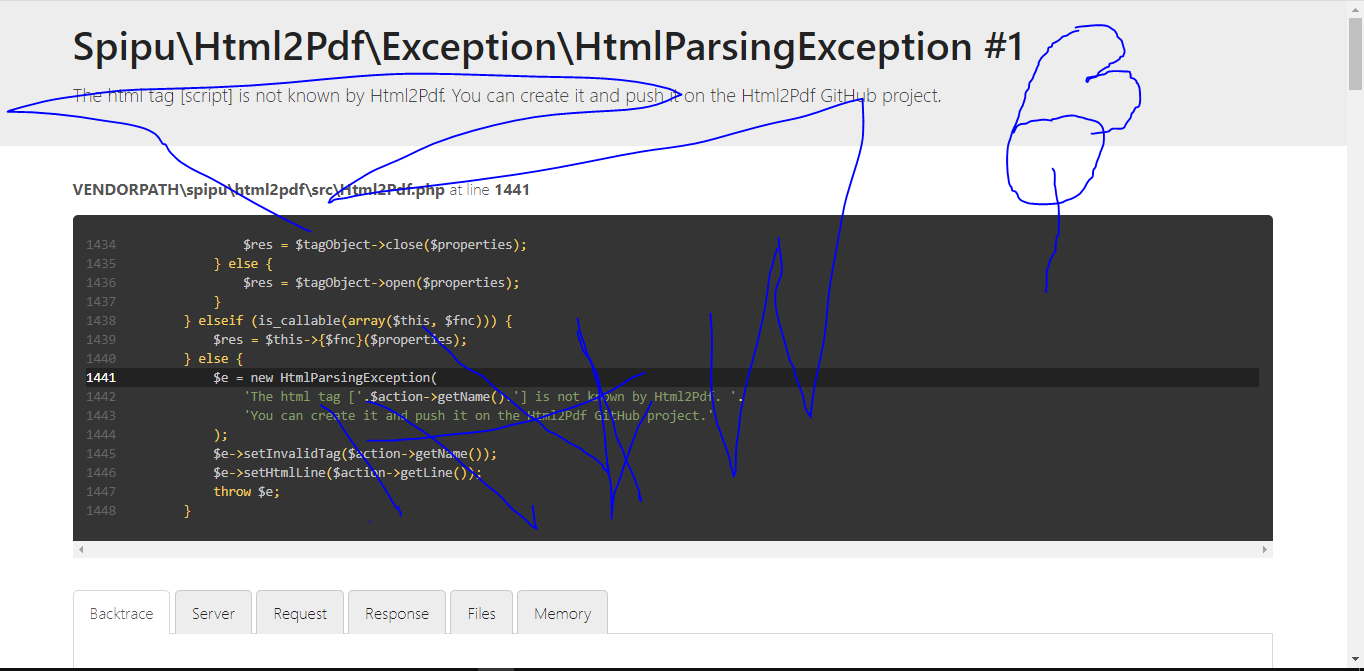 Spipu\Html2Pdf\Exception\HtmlParsingException #1
The html tag [script] is not known by Html2Pdf. You can create it and push it on the Html2Pdf GitHub project.
VENDORPATH\spipu\html2pdf\src\Html2Pdf.php at line 1441
1434 $res = $tagObject->close($properties);
1435 } else {
1436 $res = $tagObject->open($properties);
1437 }
1438 } elseif (is_callable(array($this, $fnc))) {
1439 $res = $this->{$fnc}($properties);
1440 } else {
1441 $e = new HtmlParsingException(
1442 'The html tag ['.$action->getName().'] is not known by Html2Pdf. '.
1443 'You can create it and push it on the Html2Pdf GitHub project.'
1444 );
1445 $e->setInvalidTag($action->getName());
1446 $e->setHtmlLine($action->getLine());
1447 throw $e;
1448 }
Backtrace Server Request Response Files Memory